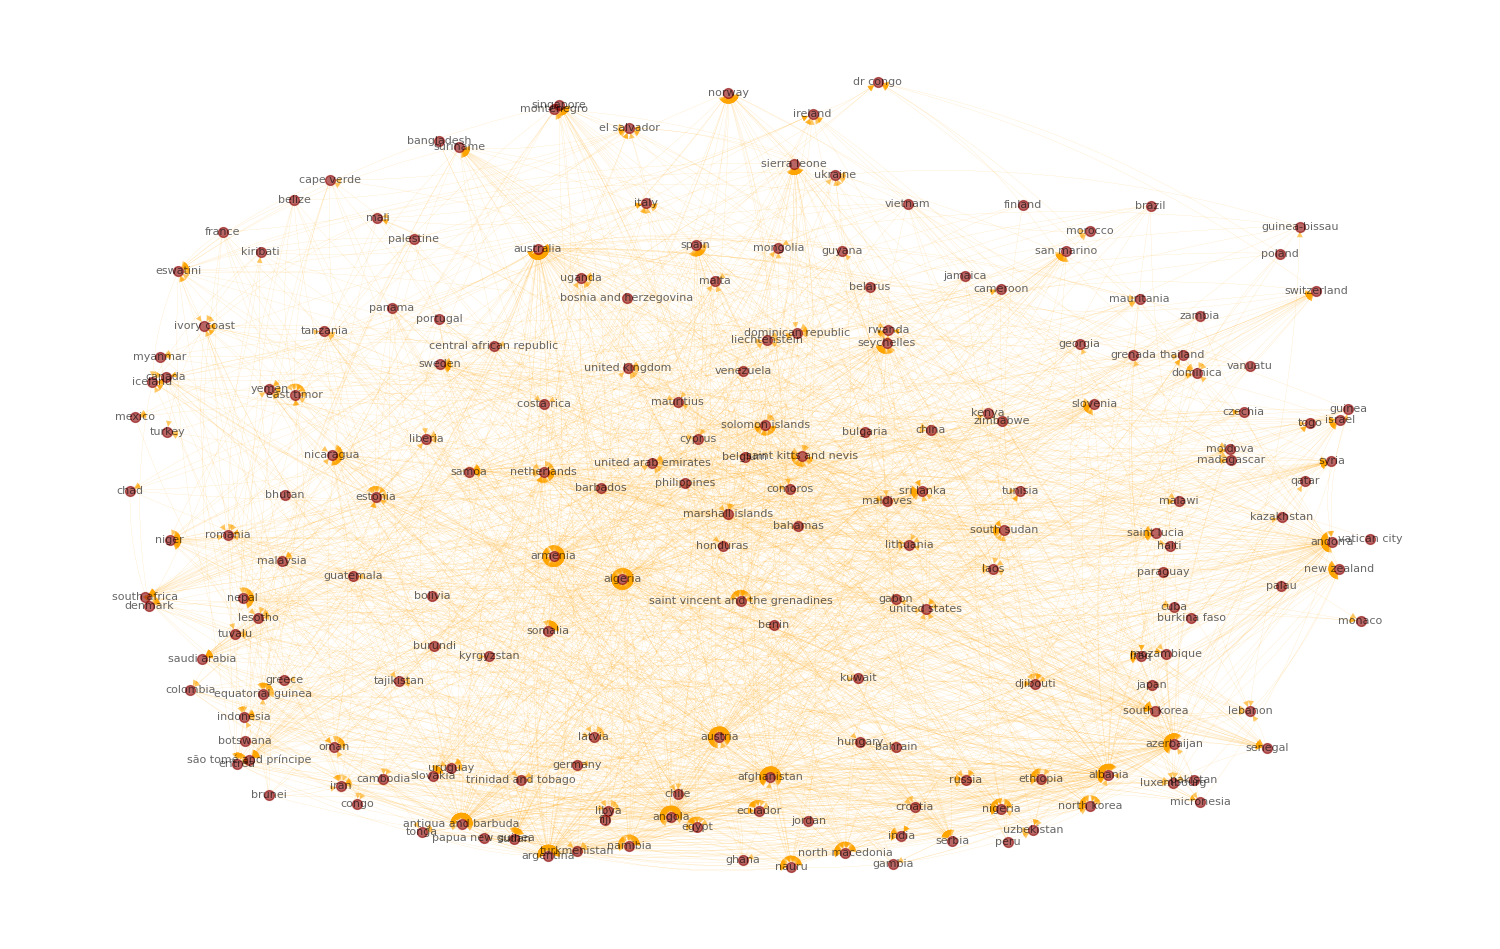 dr congo
norway
singapore
montenegro
ireland
el salvador
bangladesh
suriname
sierra leone
ukraine
cape verde
belize
italy
vietnam
finland
brazil
mali
france
palestine
morocco
guinea-bissau
kiribati
australia
spain
mongolia
guyana
san marino
poland
eswatini
uganda
malta
jamaica
belarus
cameroon
switzerland
bosnia and herzegovina
mauritania
panama
portugal
zambia
ivory coast
tanzania
dominican republic
rwanda
liechtenstein
seychelles
central african republic
georgia
myanmar
grenada
thailand
sweden
united kingdom
venezuela
vanuatu
canada
iceland
dominica
yemen
east timor
costa rica
mauritius
slovenia
mexico
kenya
zimbabwe
czechia
guinea
israel
togo
turkey
solomon islands
bulgaria
china
liberia
cyprus
nicaragua
belgium
saint kitts and nevis
moldova
madagascar
syria
samoa
netherlands
united arab emirates
philippines
qatar
chad
bhutan
estonia
barbados
comoros
maldives
sri lanka
tunisia
malawi
marshall islands
bahamas
kazakhstan
niger
romania
south sudan
saint lucia
haiti
andorra
vatican city
honduras
lithuania
malaysia
armenia
algeria
guatemala
laos
paraguay
new zealand
palau
south africa
denmark
nepal
bolivia
saint vincent and the grenadines
gabon
united states
cuba
burkina faso
monaco
lesotho
tuvalu
somalia
benin
burundi
kyrgyzstan
saudi arabia
iraq
mozambique
colombia
greece
equatorial guinea
tajikistan
kuwait
djibouti
japan
indonesia
south korea
lebanon
botswana
oman
latvia
austria
hungary
bahrain
azerbaijan
senegal
são tomé and príncipe
eritrea
uruguay
slovakia
germany
trinidad and tobago
afghanistan
russia
ethiopia
albania
luxembourg
pakistan
brunei
iran
cambodia
congo
chile
micronesia
libya
fiji
ecuador
croatia
nigeria
north korea
antigua and barbuda
angola
egypt
jordan
tonga
papua new guinea
sudan
india
uzbekistan
serbia
peru
argentina
turkmenistan
namibia
north macedonia
ghana
nauru
gambia